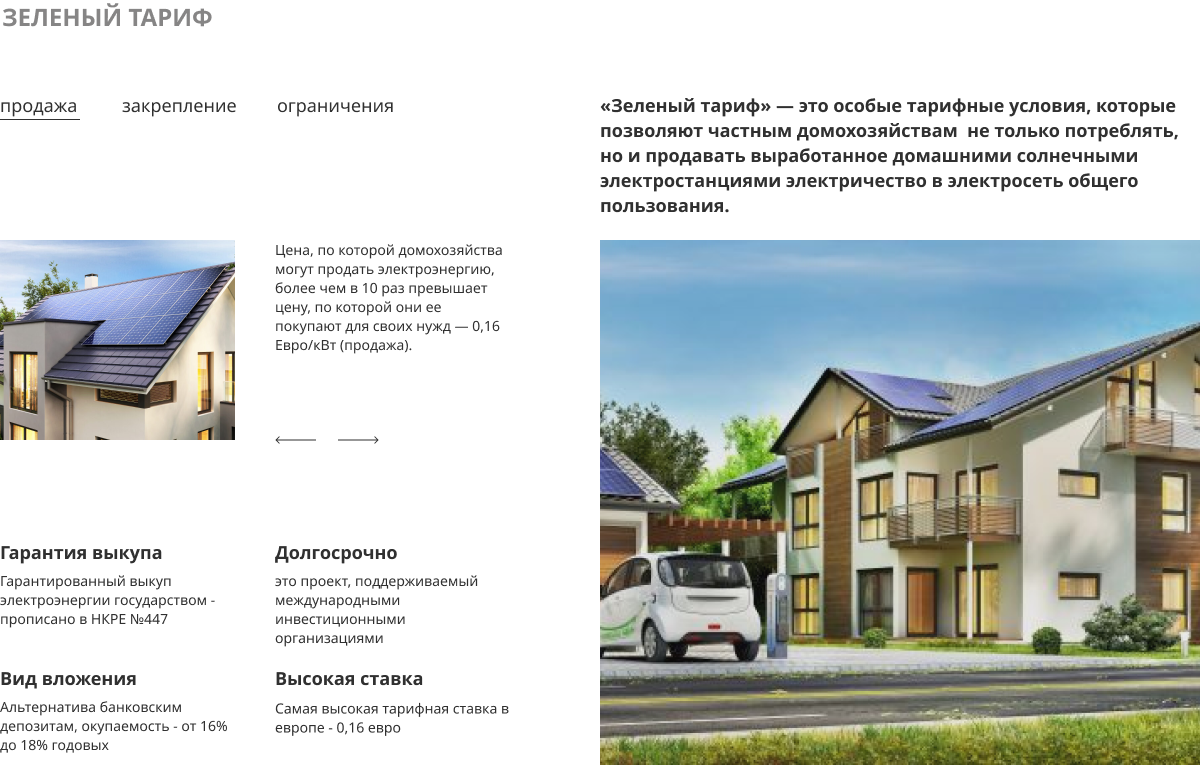 ЗЕЛЕНЫЙ ТАРИФ
продажа закрепление ограничения
«Зеленый тариф» — это особые тарифные условия, которые
позволяют частным домохозяйствам не только потреблять,
но и продавать выработанное домашними солнечными
электростанциями электричество в электросеть общего
пользования.
Цена, по которой домохозяйства
могут продать электроэнергию,
более чем в 10 раз превышает
цену, по которой они ее
покупают для своих нужд — 0,16
Евро/кВт (продажа).
Гарантия выкупа
Гарантированный выкуп
электроэнергии государством -
прописано в НКРЕ №447
Долгосрочно
это проект, поддерживаемый
международными
инвестиционными
организациями
Вид вложения
Альтернатива банковским
депозитам, окупаемость - от 16%
до 18% годовых
Высокая ставка
Самая высокая тарифная ставка в
европе - 0,16 евро